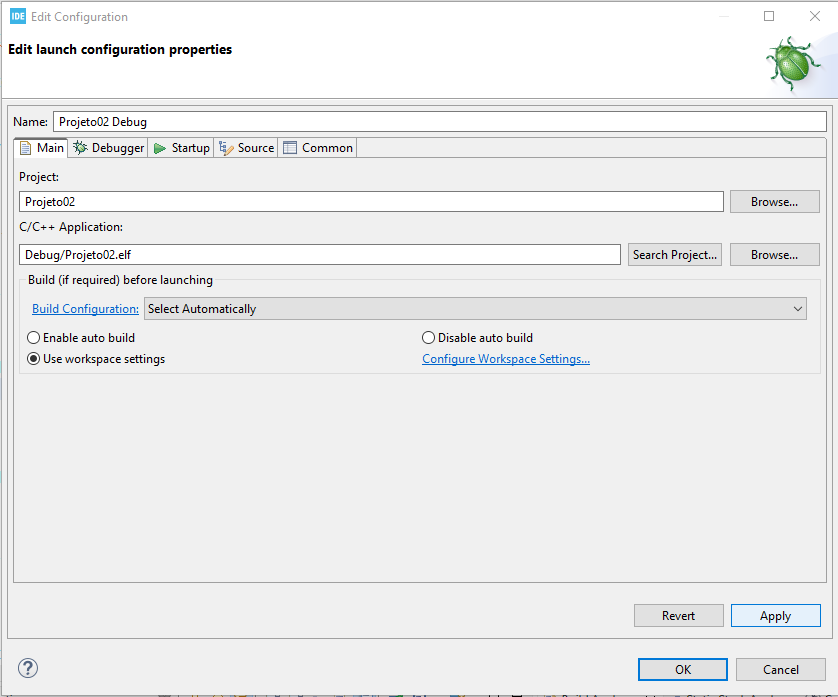 IDE Edit Configuration
Edit launch configuration properties
Name: Projeto02 Debug
Main Debugger Startup Source Common
Project:
Projeto02 Browse...
C/C++ Application:
Debug/Projeto02.elf Search Project... Browse...
Build (if required) before launching
Build Configuration: Select Automatically
Enable auto build Disable auto build
Use workspace settings Configure Workspace Settings...
Revert Apply
? OK Cancel